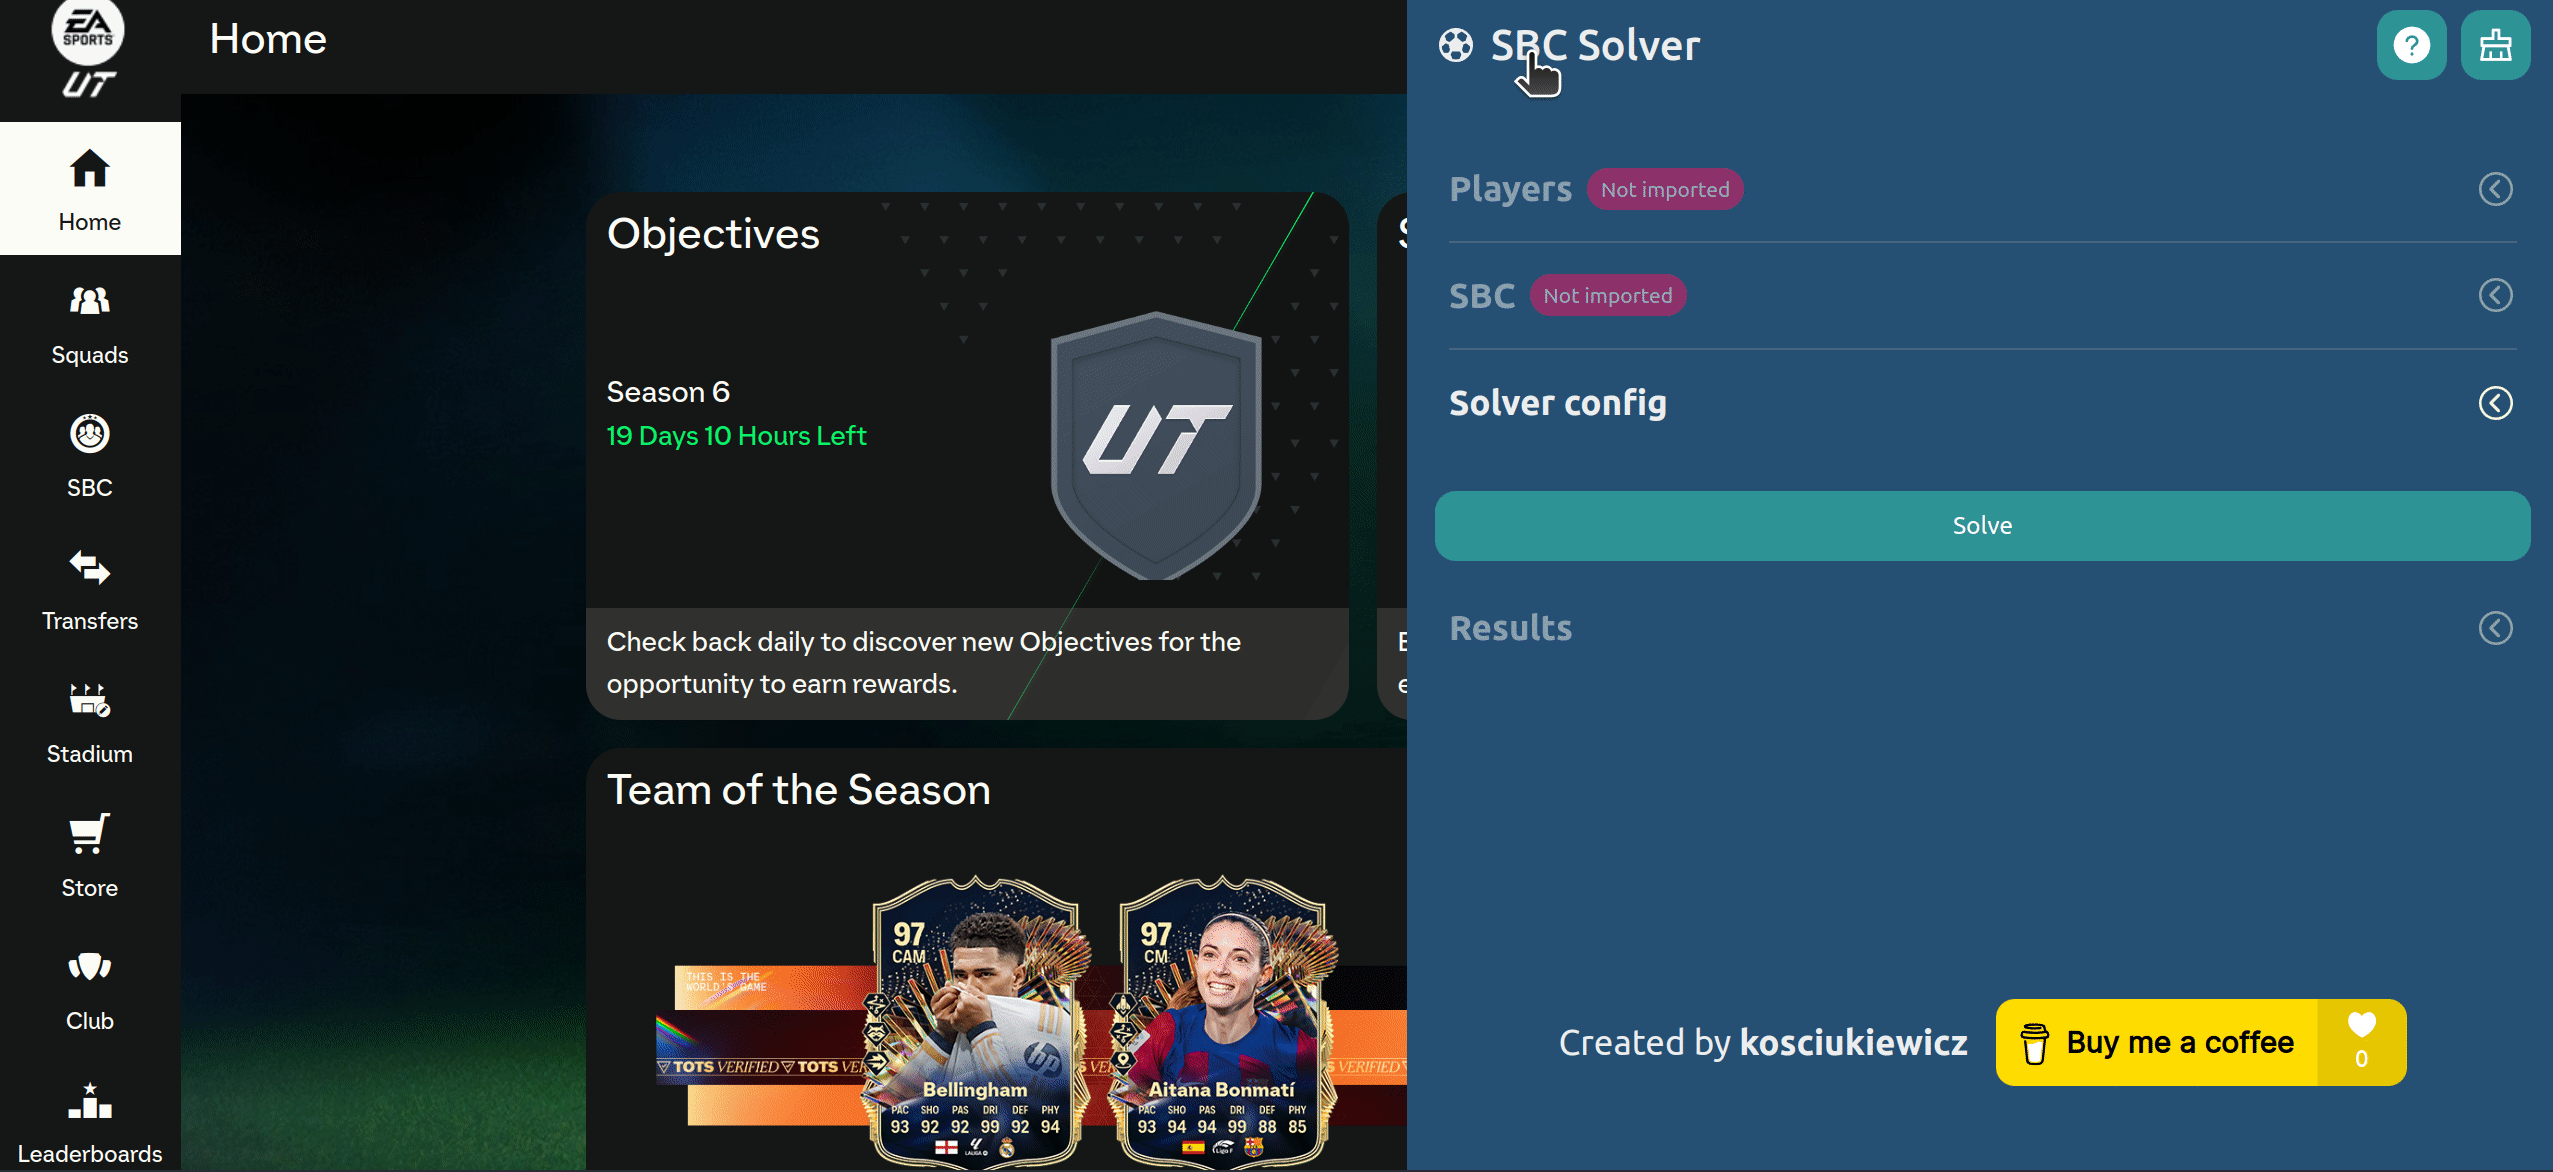 EA
SPORTS
UT
Home
Home
Squads
SBC
Transfers
Stadium
Store
Club
Leaderboards
Objectives
Season 6
19 Days 10 Hours Left
UT
Check back daily to discover new Objectives for the
opportunity to earn rewards.
Team of the Season
THIS IS THE
WORLD'S GAME
TOTS VERIFIED TOTS
97
CAM
Bellingham
PAC SHO PAS DRI DEF PHY
93 92 92 99 92 94
hp
97
CM
Aitana Bonmatí
PAC SHO PAS DRI DEF PHY
93 94 94 99 88 85
VERIFIED
SBC Solver
?
Players Not imported
SBC Not imported
Solver config
Solve
Results
Created by kosciukiewicz
Buy me a coffee
0